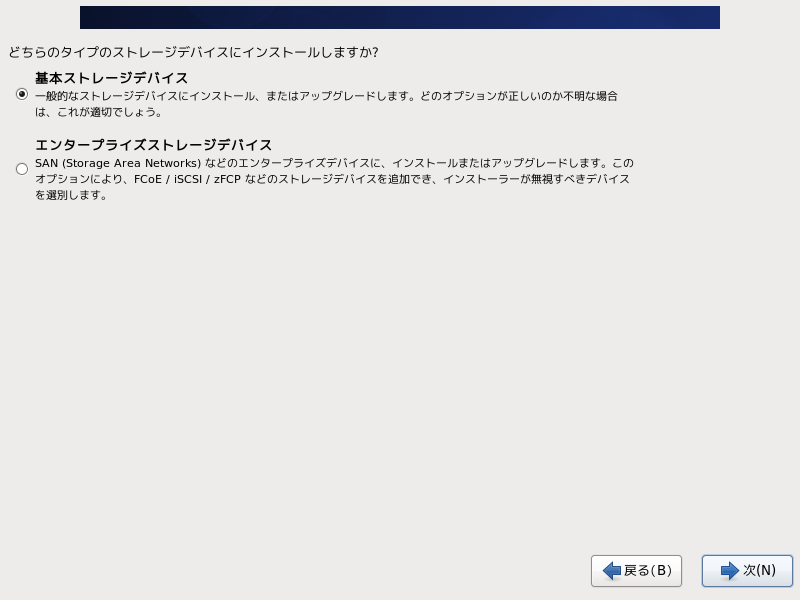 どちらのタイプのストレージデバイスにインストールしますか?
基本ストレージデバイス
一般的なストレージデバイスにインストール、またはアップグレードします。どのオプションが正しいのか不明な場合
は、これが適切でしょう。
エンタープライズストレージデバイス
SAN (Storage Area Networks) などのエンタープライズデバイスに、インストールまたはアップグレードします。この
オプションにより、FCoE / iSCSI / zFCP などのストレージデバイスを追加でき、インストーラーが無視すべきデバイス
を選別します。
戻る(B) 次(N)